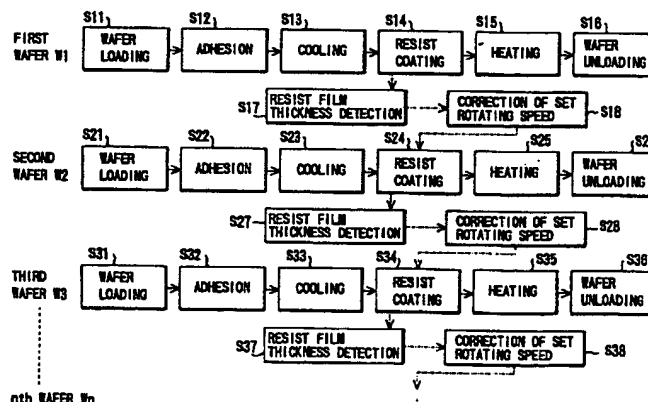 S11 S12 S13 S14 S15 S16
FIRST
WAFER W1
WAFER
LOADING
ADHESION
COOLING
RESIST
COATING
HEATING
WAFER
UNLOADING
S17
RESIST FILM
THICKNESS DETECTION
CORRECTION OF SET
ROTATING SPEED
S18
S21 S22 S23 S24 S25
SECOND
WAFER W2
WAFER
LOADING
ADHESION
COOLING
RESIST
COATING
HEATING
WAFER
UNLOADING
S27
RESIST FILM
THICKNESS DETECTION
CORRECTION OF SET
ROTATING SPEED
S28
S31 S32 S33 S34 S35 S36
THIRD
WAFER W3
WAFER
LOADING
ADHESION
COOLING
RESIST
COATING
HEATING
WAFER
UNLOADING
S37
RESIST FILM
THICKNESS DETECTION
CORRECTION OF SET
ROTATING SPEED
S38
nth WAFER Wn